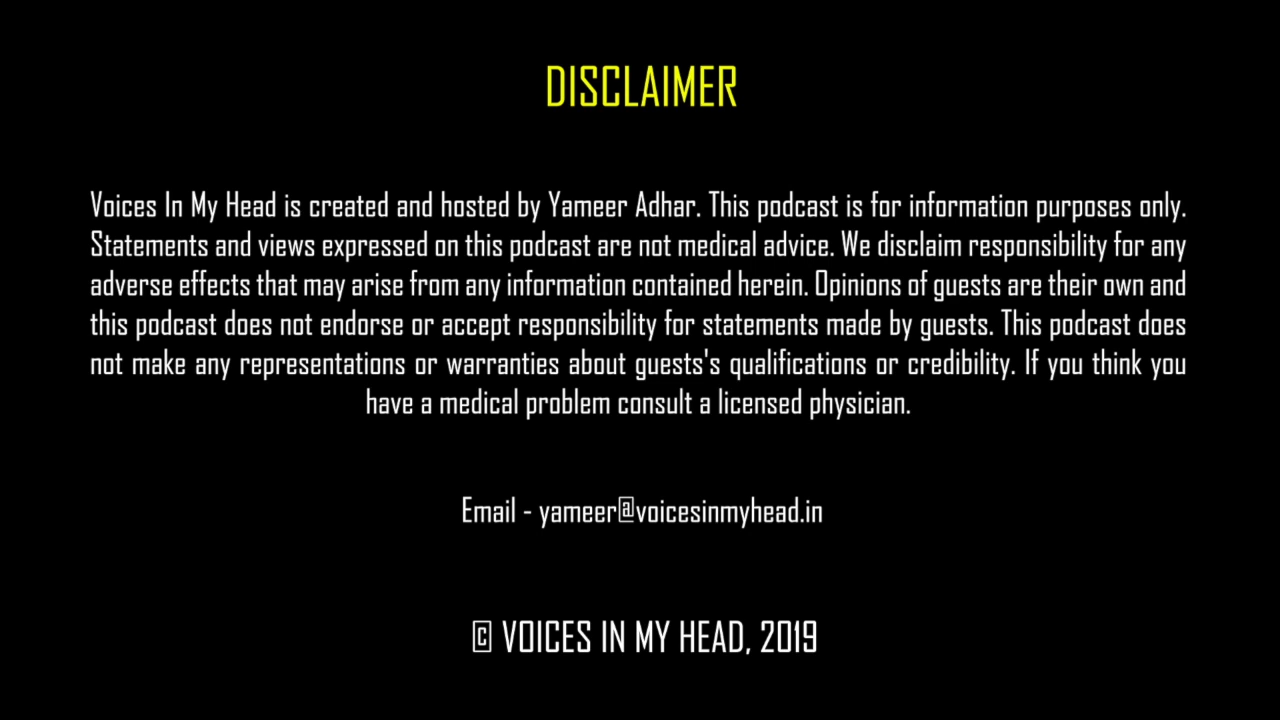 DISCLAIMER
Voices In My Head is created and hosted by Yameer Adhar. This podcast is for information purposes only.
Statements and views expressed on this podcast are not medical advice. We disclaim responsibility for any
adverse effects that may arise from any information contained herein. Opinions of guests are their own and
this podcast does not endorse or accept responsibility for statements made by guests. This podcast does
not make any representations or warranties about guests's qualifications or credibility. If you think you
have a medical problem consult a licensed physician.
Email - yameer@voicesinmyhead.in
© VOICES IN MY HEAD, 2019